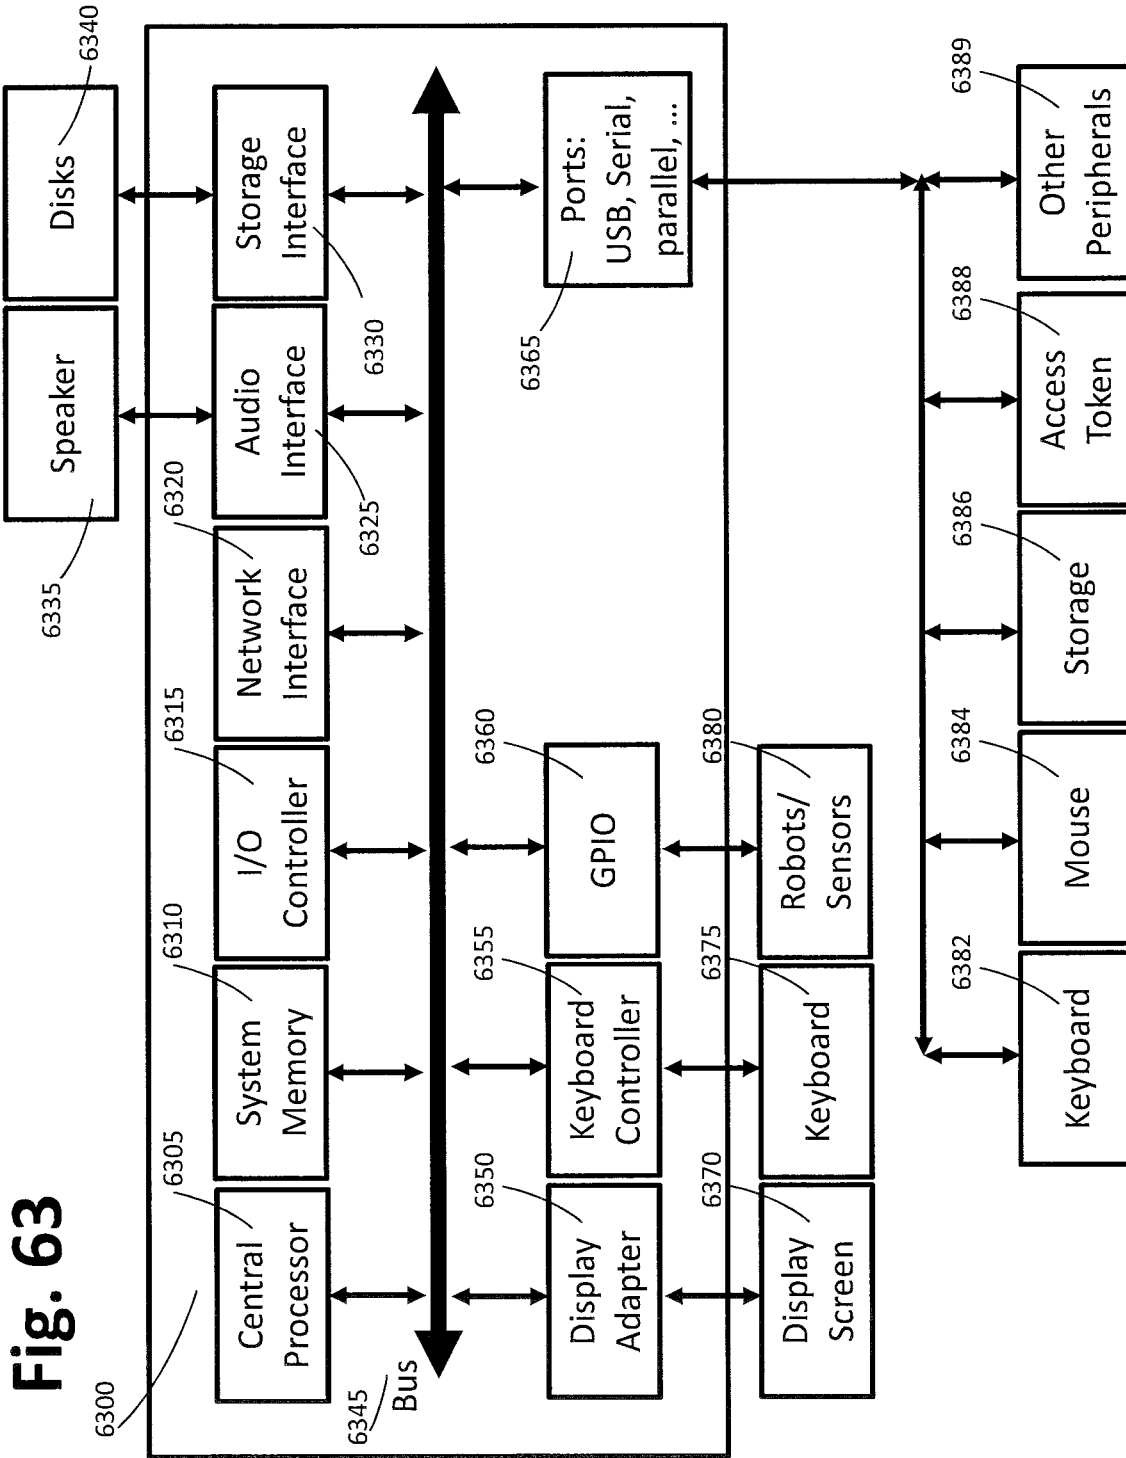 Fig. 63
6300
6335
Speaker
Disks
6340
6305
Central
Processor
6310
System
Memory
6315
I/O
Controller
6320
Network
Interface
6325
Audio
Interface
6330
Storage
Interface
6345
Bus
6350
Display
Adapter
6355
Keyboard
Controller
6360
GPIO
6365
Ports:
USB, Serial,
parallel, ...
6370
Display
Screen
6375
Keyboard
6380
Robots/
Sensors
6382
Keyboard
6384
Mouse
6386
Storage
6388
Access
Token
6389
Other
Peripherals